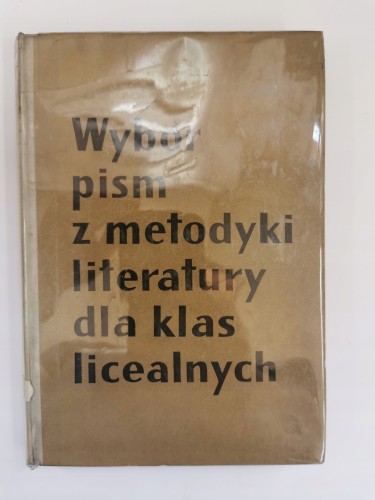 Wybór
pism
z metodyki
literatury
dla klas
licealnych